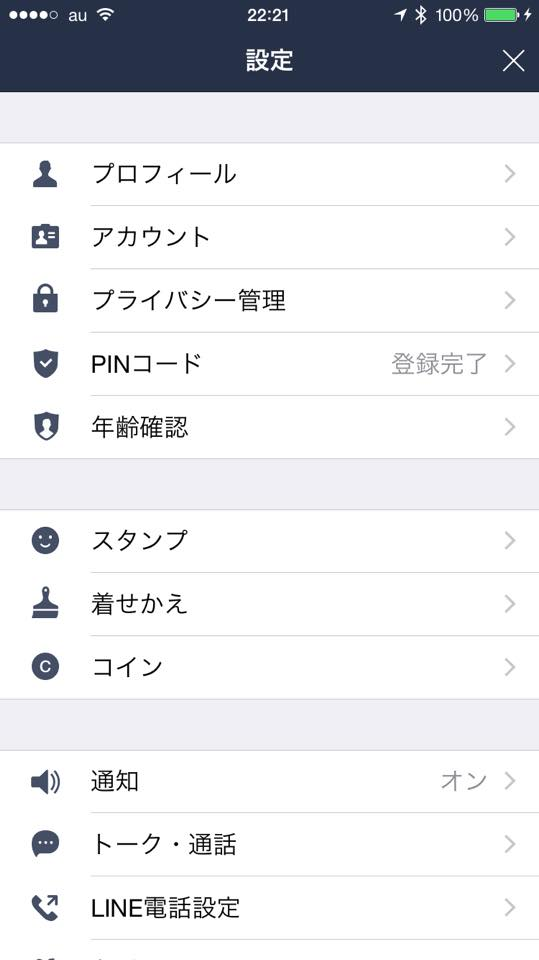 au 22:21 100%
設定
プロフィール
アカウント
プライバシー管理
PINコード 登録完了
年齢確認
スタンプ
着せかえ
コイン
C
通知 オン
トーク・通話
LINE電話設定